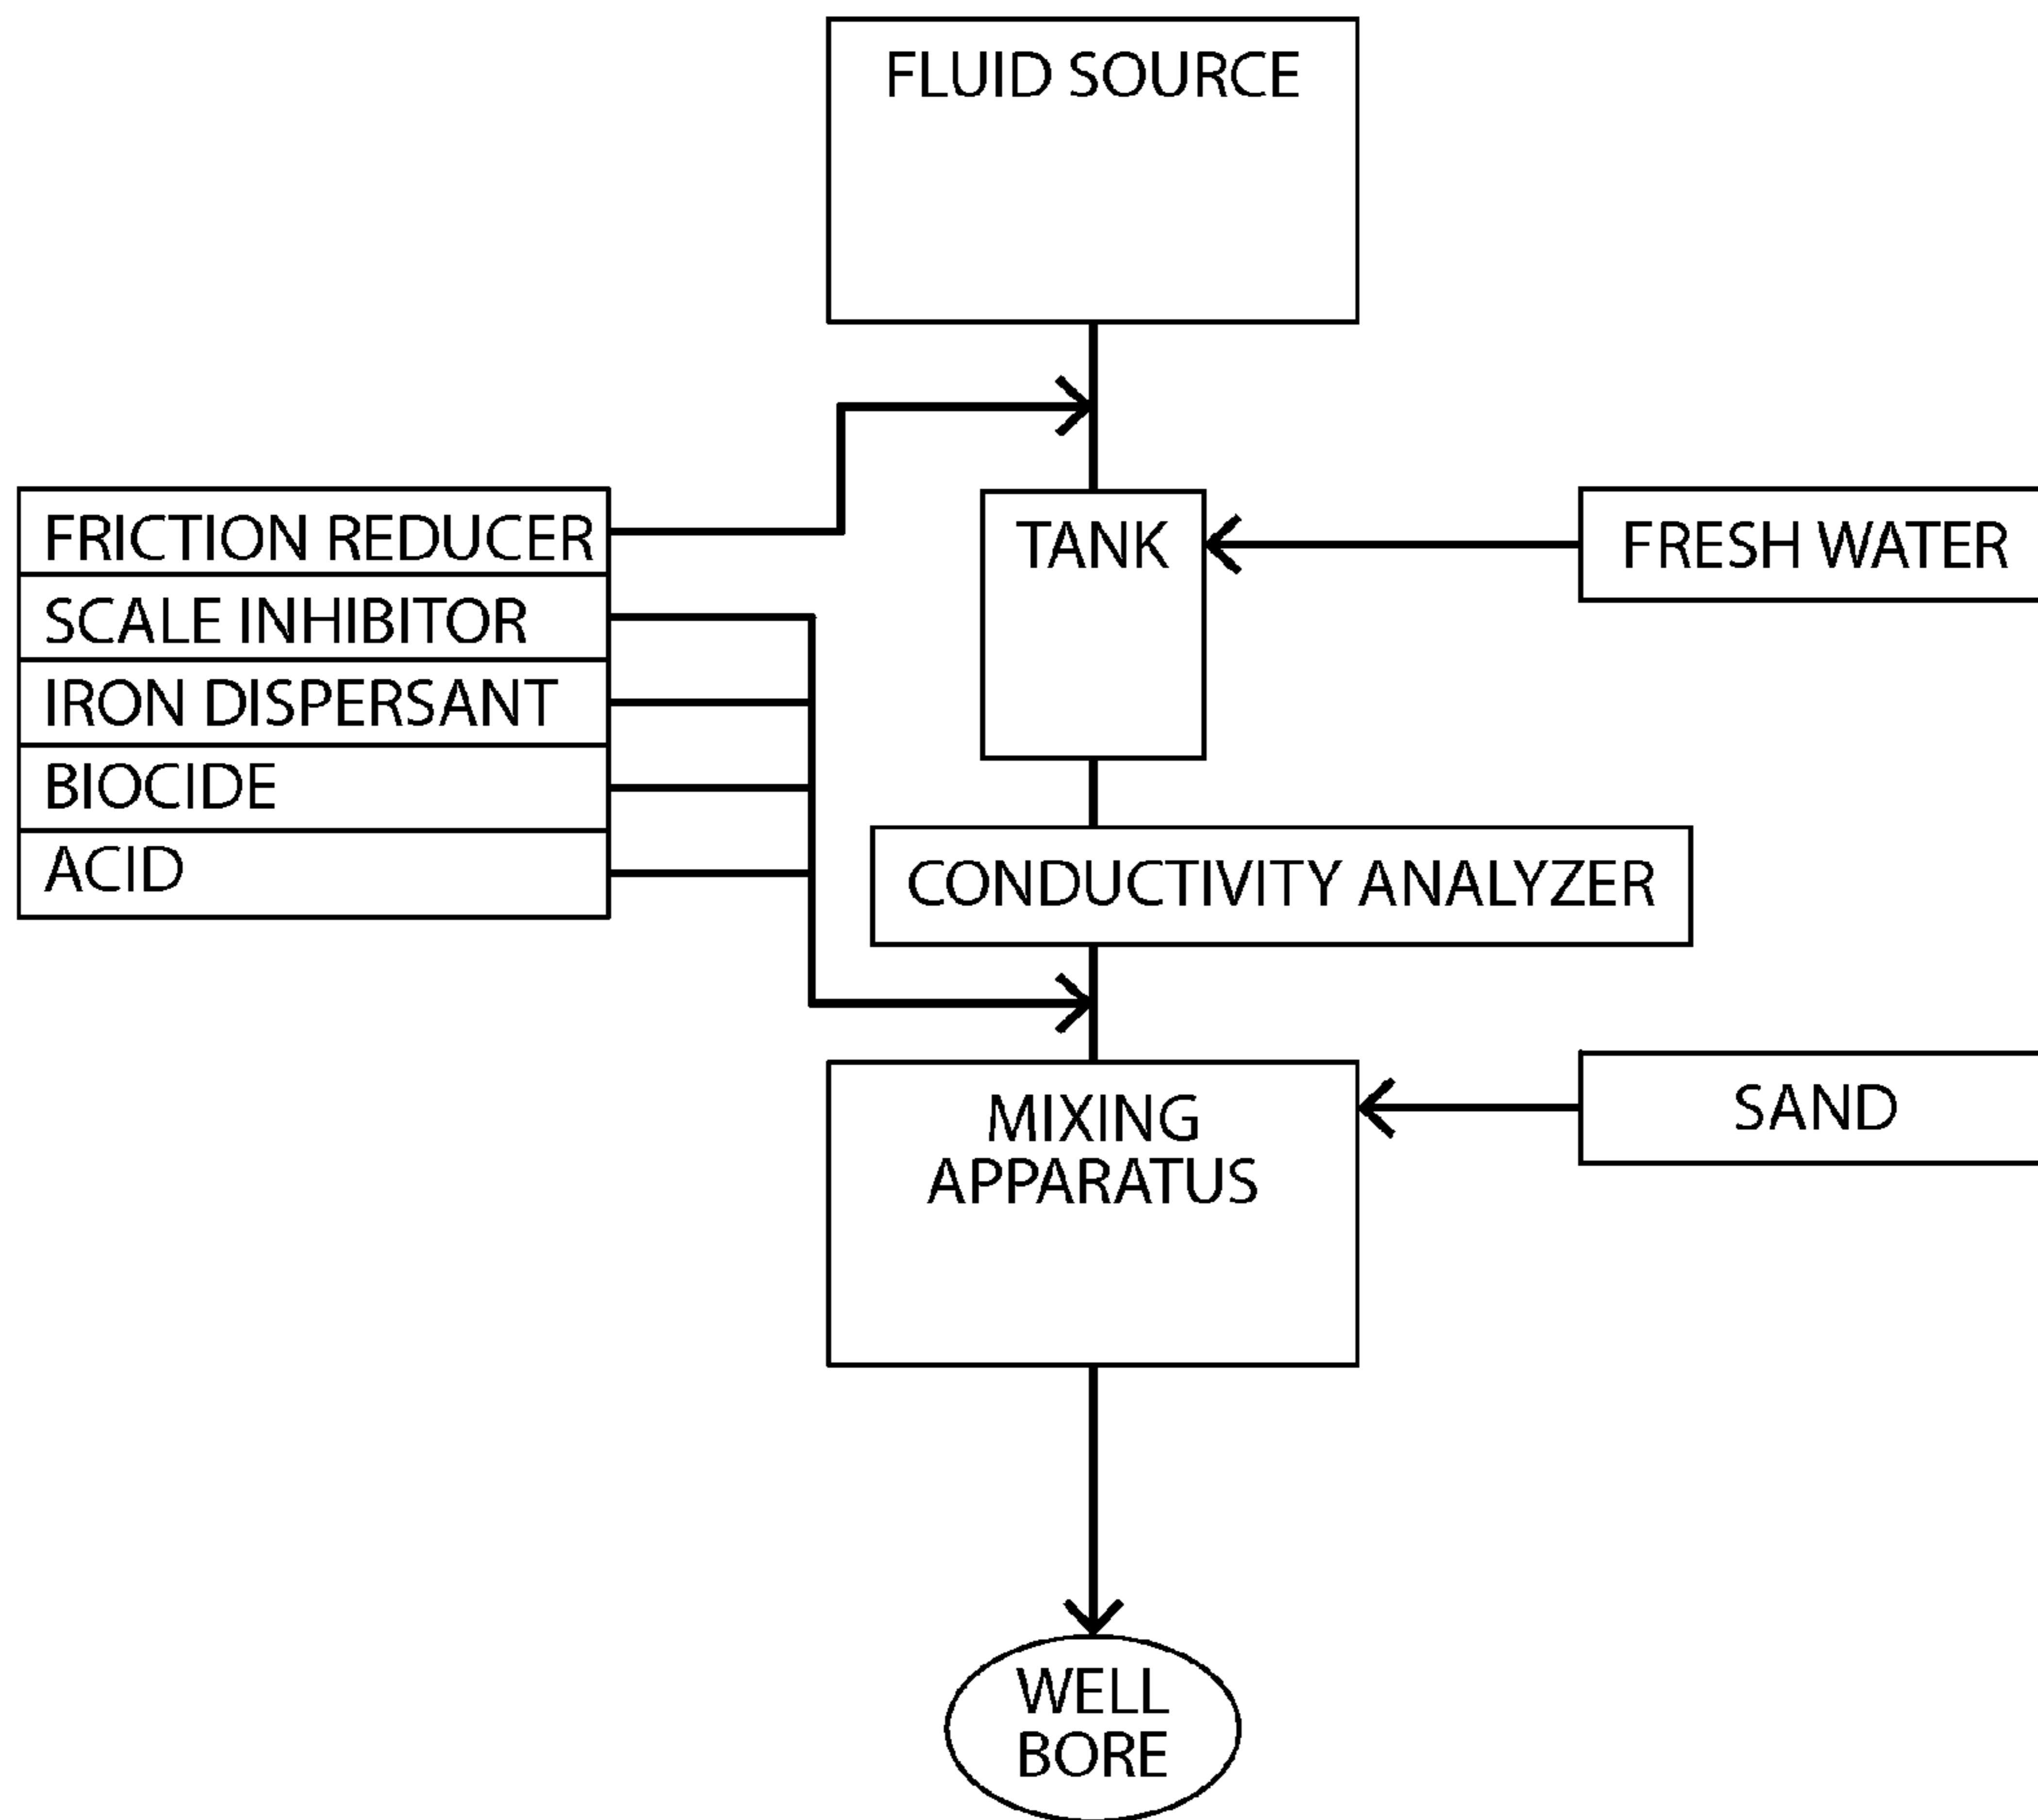 FLUID SOURCE
FRICTION REDUCER
SCALE INHIBITOR
IRON DISPERSANT
BIOCIDE
ACID
TANK
FRESH WATER
CONDUCTIVITY ANALYZER
MIXING
APPARATUS
SAND
WELL
BORE